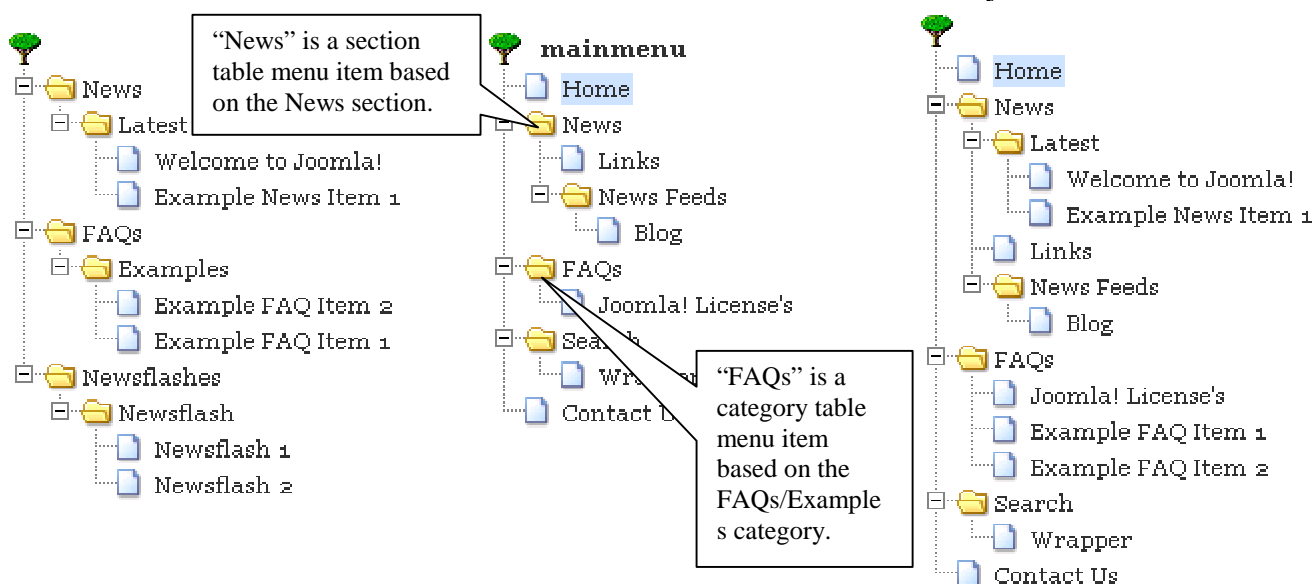 News
Latest
Welcome to Joomla!
Example News Item 1
FAQs
Examples
Example FAQ Item 2
Example FAQ Item 1
Newsflashes
Newsflash
Newsflash 1
Newsflash 2
“News” is a section
table menu item based
on the News section.
mainmenu
Home
News
Links
News Feeds
Blog
FAQs
Joomla! License's
Search
Contact
“FAQs” is a
category table
menu item
based on the
FAQs/Example
s category.
Home
News
Latest
Welcome to Joomla!
Example News Item 1
Links
News Feeds
Blog
FAQs
Joomla! License's
Example FAQ Item 1
Example FAQ Item 2
Search
Wrapper
Contact Us